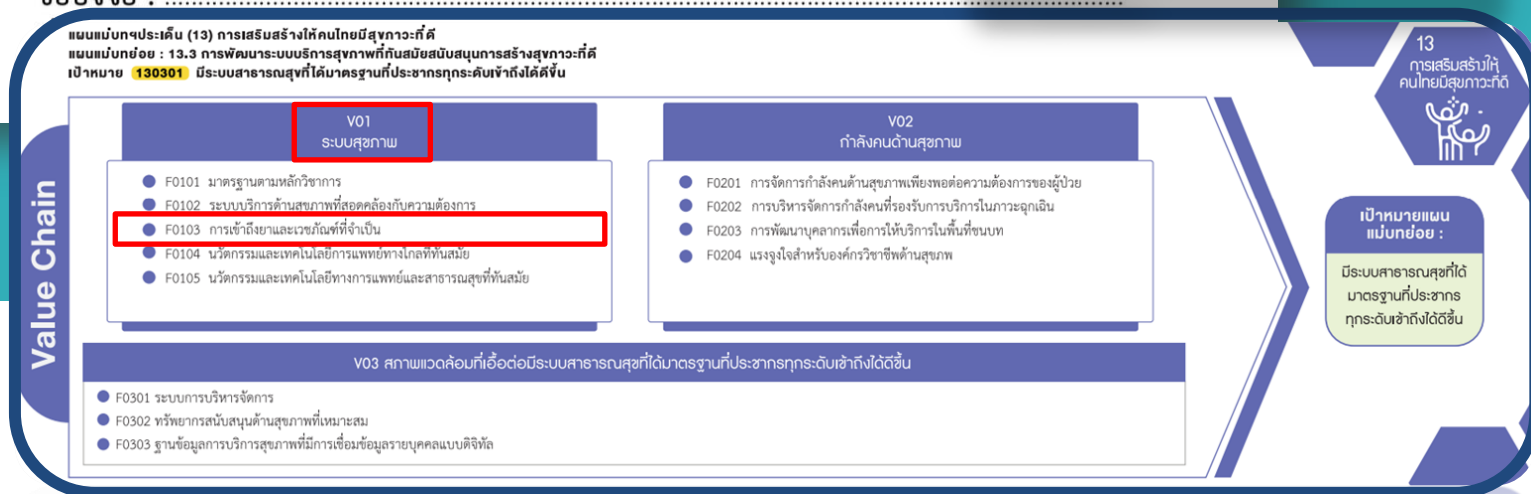 แผนแม่บทฯประเด็น (13) การเสริมสร้างให้คนไทยมีสุขภาวะที่ดี
แผนแม่บทย่อย : 13.3 การพัฒนาระบบบริการสุขภาพที่ทันสมัยสนับสนุนการสร้างสุขภาวะที่ดี
เป้าหมาย 130301 มีระบบสาธารณสุขที่ได้มาตรฐานที่ประชากรทุกระดับเข้าถึงได้ดีขึ้น
13
การเสริมสร้างให้
คนไทยมีสุขภาวะที่ดี
Value Chain
V01
ระบบสุขภาพ
F0101 มาตรฐานตามหลักวิชาการ
F0102 ระบบบริการด้านสุขภาพที่สอดคล้องกับความต้องการ
F0103 การเข้าถึงยาและเวชภัณฑ์ที่จำเป็น
F0104 นวัตกรรมและเทคโนโลยีการแพทย์ทางไกลที่ทันสมัย
F0105 นวัตกรรมและเทคโนโลยีทางการแพทย์และสาธารณสุขที่ทันสมัย
V02
กำลังคนด้านสุขภาพ
F0201 การจัดการกำลังคนด้านสุขภาพเพียงพอต่อความต้องการของผู้ป่วย
F0202 การบริหารจัดการกำลังคนที่รองรับการบริการในภาวะฉุกเฉิน
F0203 การพัฒนาบุคลากรเพื่อการให้บริการในพื้นที่ชนบท
F0204 แรงจูงใจสำหรับองค์กรวิชาชีพด้านสุขภาพ
V03 สภาพแวดล้อมที่เอื้อต่อมีระบบสาธารณสุขที่ได้มาตรฐานที่ประชากรทุกระดับเข้าถึงได้ดีขึ้น
F0301 ระบบการบริหารจัดการ
F0302 ทรัพยากรสนับสนุนด้านสุขภาพที่เหมาะสม
F0303 ฐานข้อมูลการบริการสุขภาพที่มีการเชื่อมข้อมูลรายบุคคลแบบดิจิทัล
เป้าหมายแผน
แม่บทย่อย :
มีระบบสาธารณสุขที่ได้
มาตรฐานที่ประชากร
ทุกระดับเข้าถึงได้ดีขึ้น